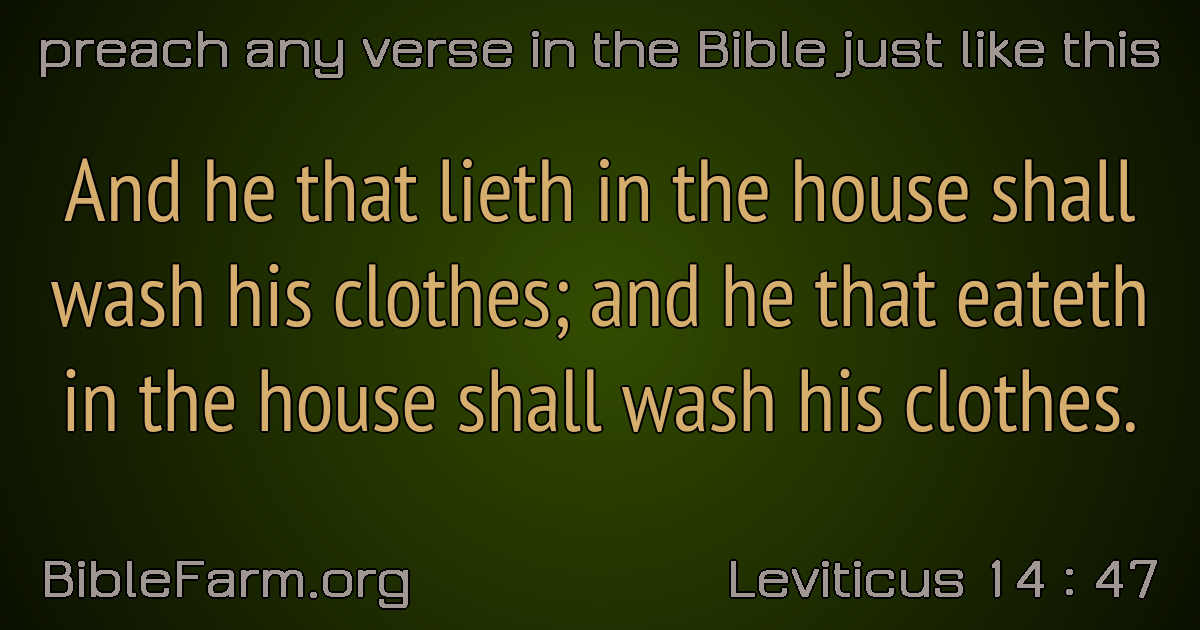 preach any verse in the Bible just like this
And he that lieth in the house shall
wash his clothes; and he that eateth
in the house shall wash his clothes.
BibleFarm.org
Leviticus 14 : 47